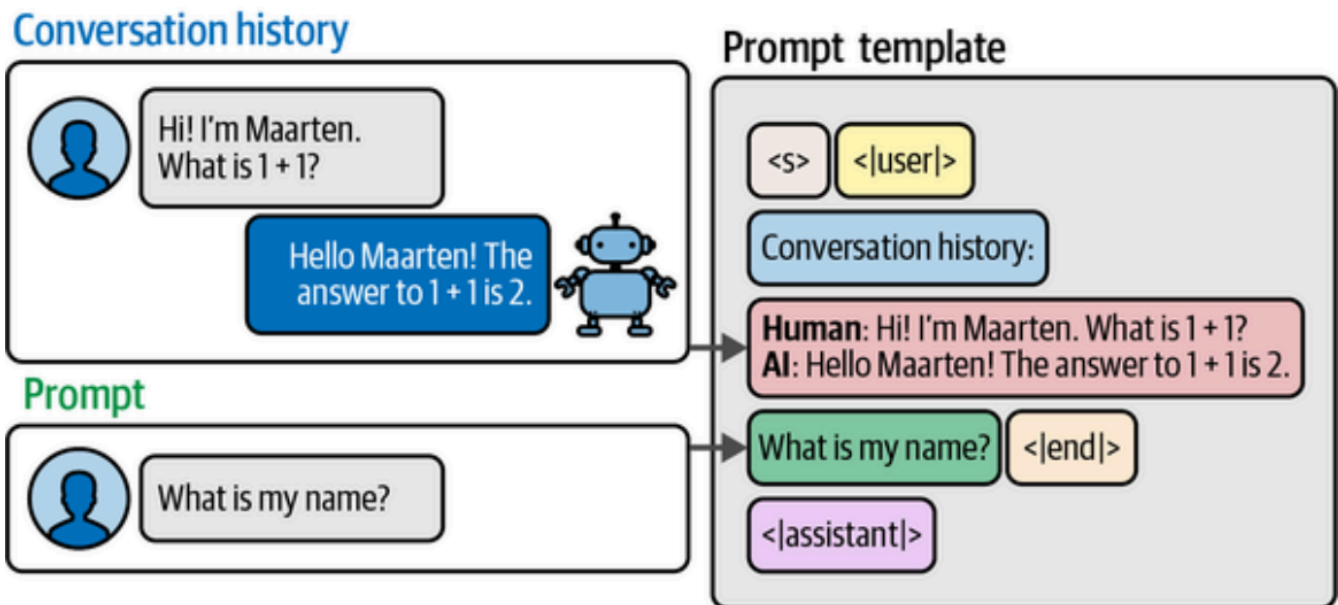 Conversation history
Hi! I'm Maarten.
What is 1 + 1?
Hello Maarten! The
answer to 1 + 1 is 2.
Prompt
What is my name?
Prompt template
<s> <|user|>
Conversation history:
Human: Hi! I'm Maarten. What is 1 + 1?
AI: Hello Maarten! The answer to 1 + 1 is 2.
What is my name? <|end|>
<|assistant|>